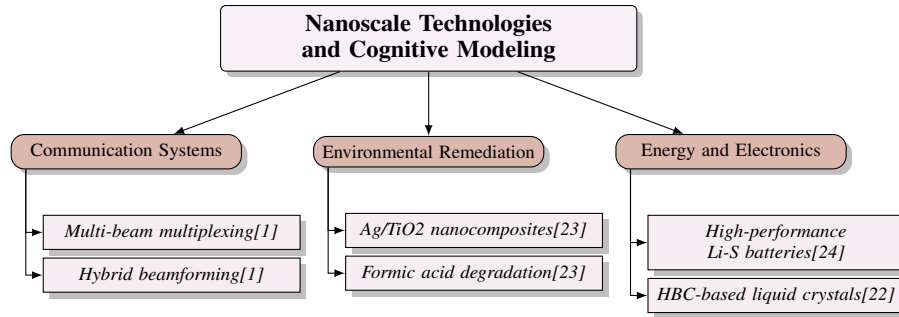 Nanoscale Technologies
and Cognitive Modeling
Communication Systems
Multi-beam multiplexing[1]
Hybrid beamforming[1]
Environmental Remediation
Ag/TiO2 nanocomposites[23]
Formic acid degradation[23]
Energy and Electronics
High-performance
Li-S batteries[24]
HBC-based liquid crystals[22]